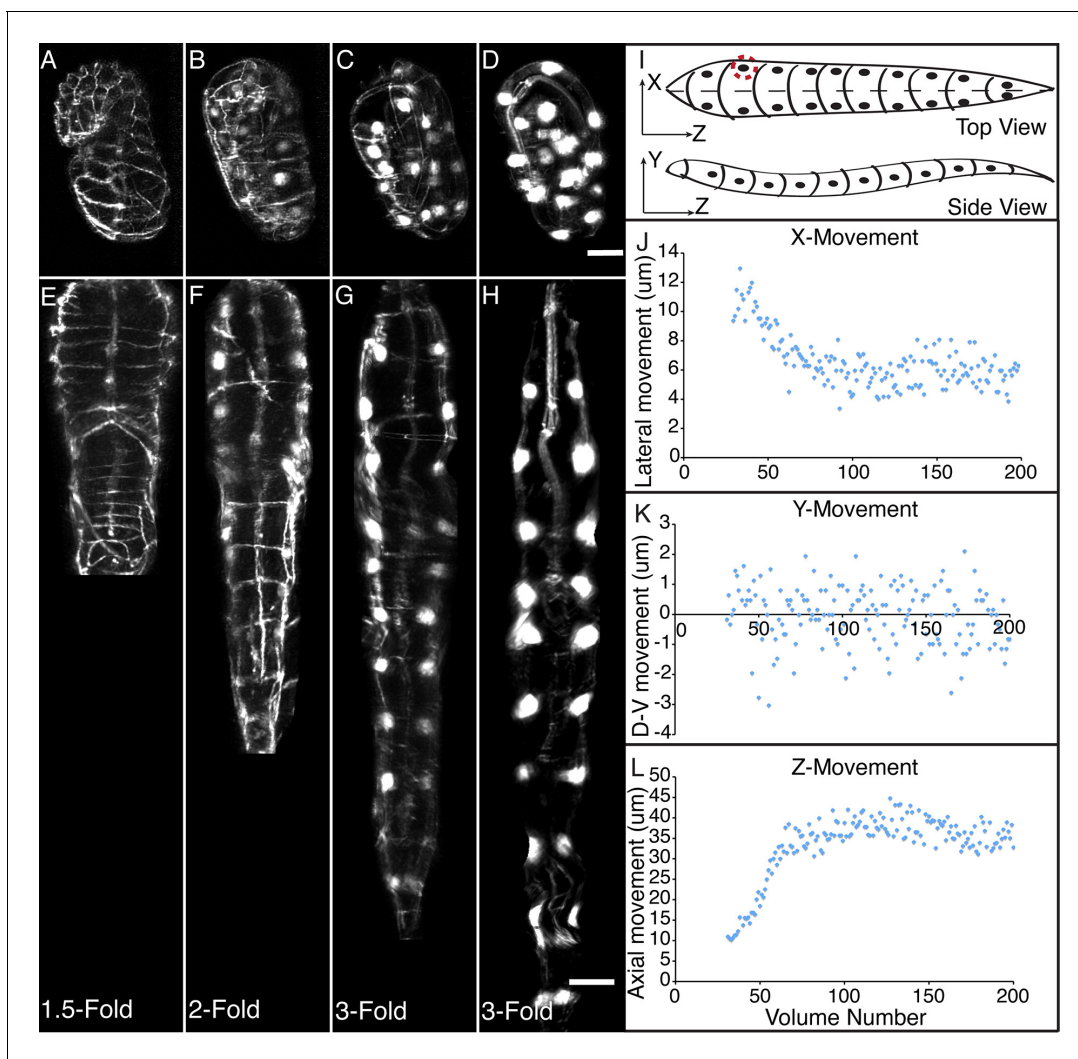 A
B
C
D
E
F
G
H
1.5-Fold
2-Fold
3-Fold
3-Fold
I
X
Z
Top View
Y
Z
Side View
J
X-Movement
Lateral movement (um)
14
12
10
8
6
4
2
0
0 50 100 150 200
K
Y-Movement
D-V movement (um)
3
2
1
0
-1
-2
-3
-4
0 50 100 150 200
L
Z-Movement
Axial movement (um)
50
45
40
35
30
25
20
15
10
5
0
0 50 100 150 200
Volume Number